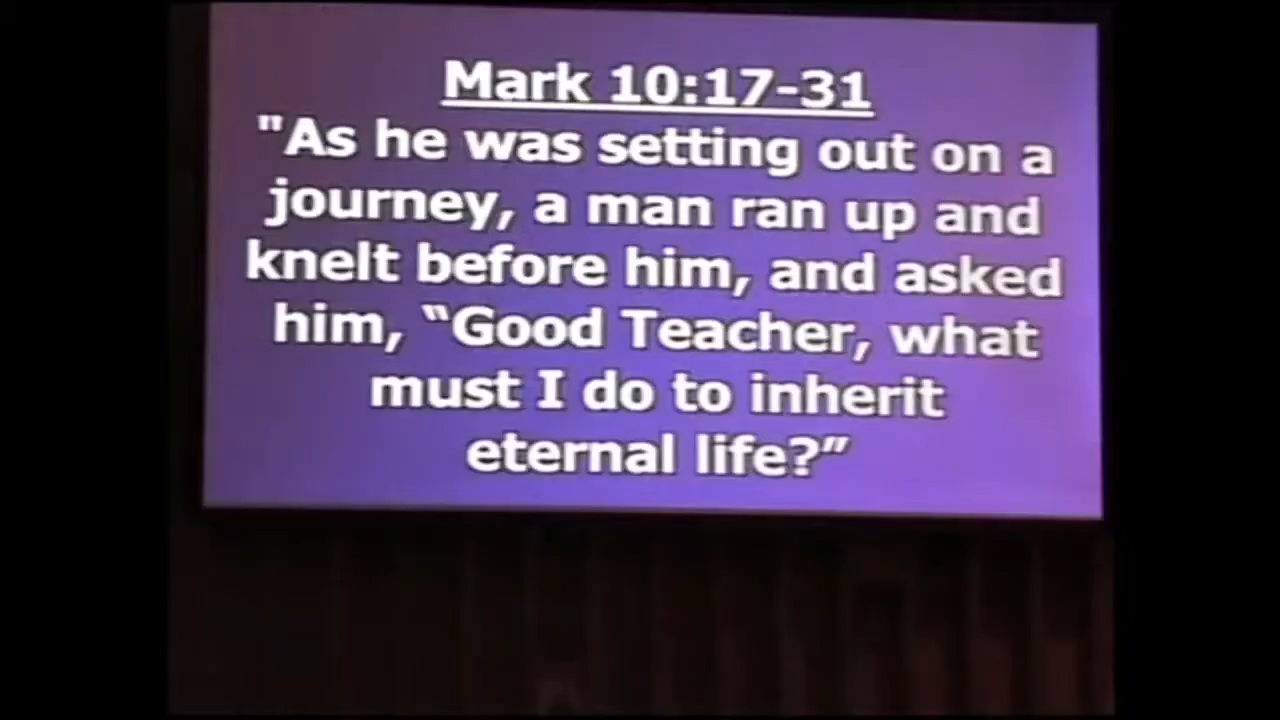 Mark 10:17-31
"As he was setting out on a
journey, a man ran up and
knelt before him, and asked
him, “Good Teacher, what
must I do to inherit
eternal life?”